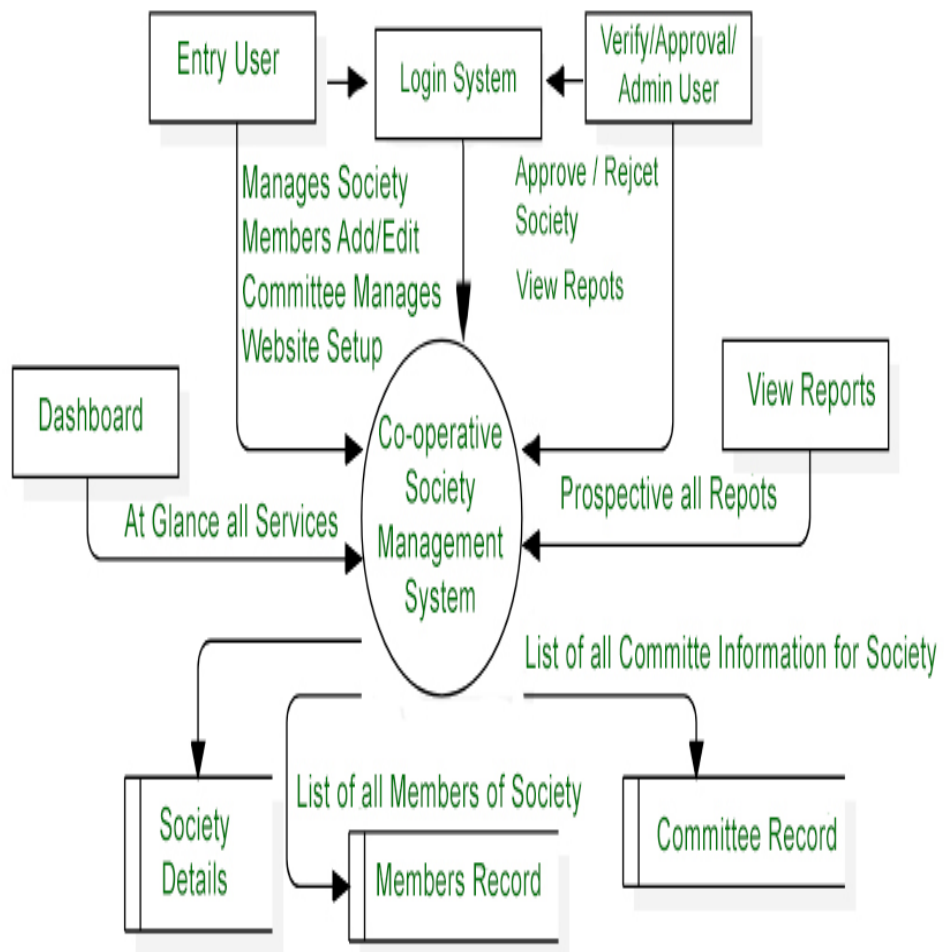 Entry User
Login System
Verify/Approval/
Admin User
Manages Society
Members Add/Edit
Committee Manages
Website Setup
Approve / Rejcet
Society
View Repots
Dashboard
View Reports
Co-operative
Society
Management
System
At Glance all Services
Prospective all Repots
List of all Committe Information for Society
List of all Members of Society
Society
Details
Members Record
Committee Record